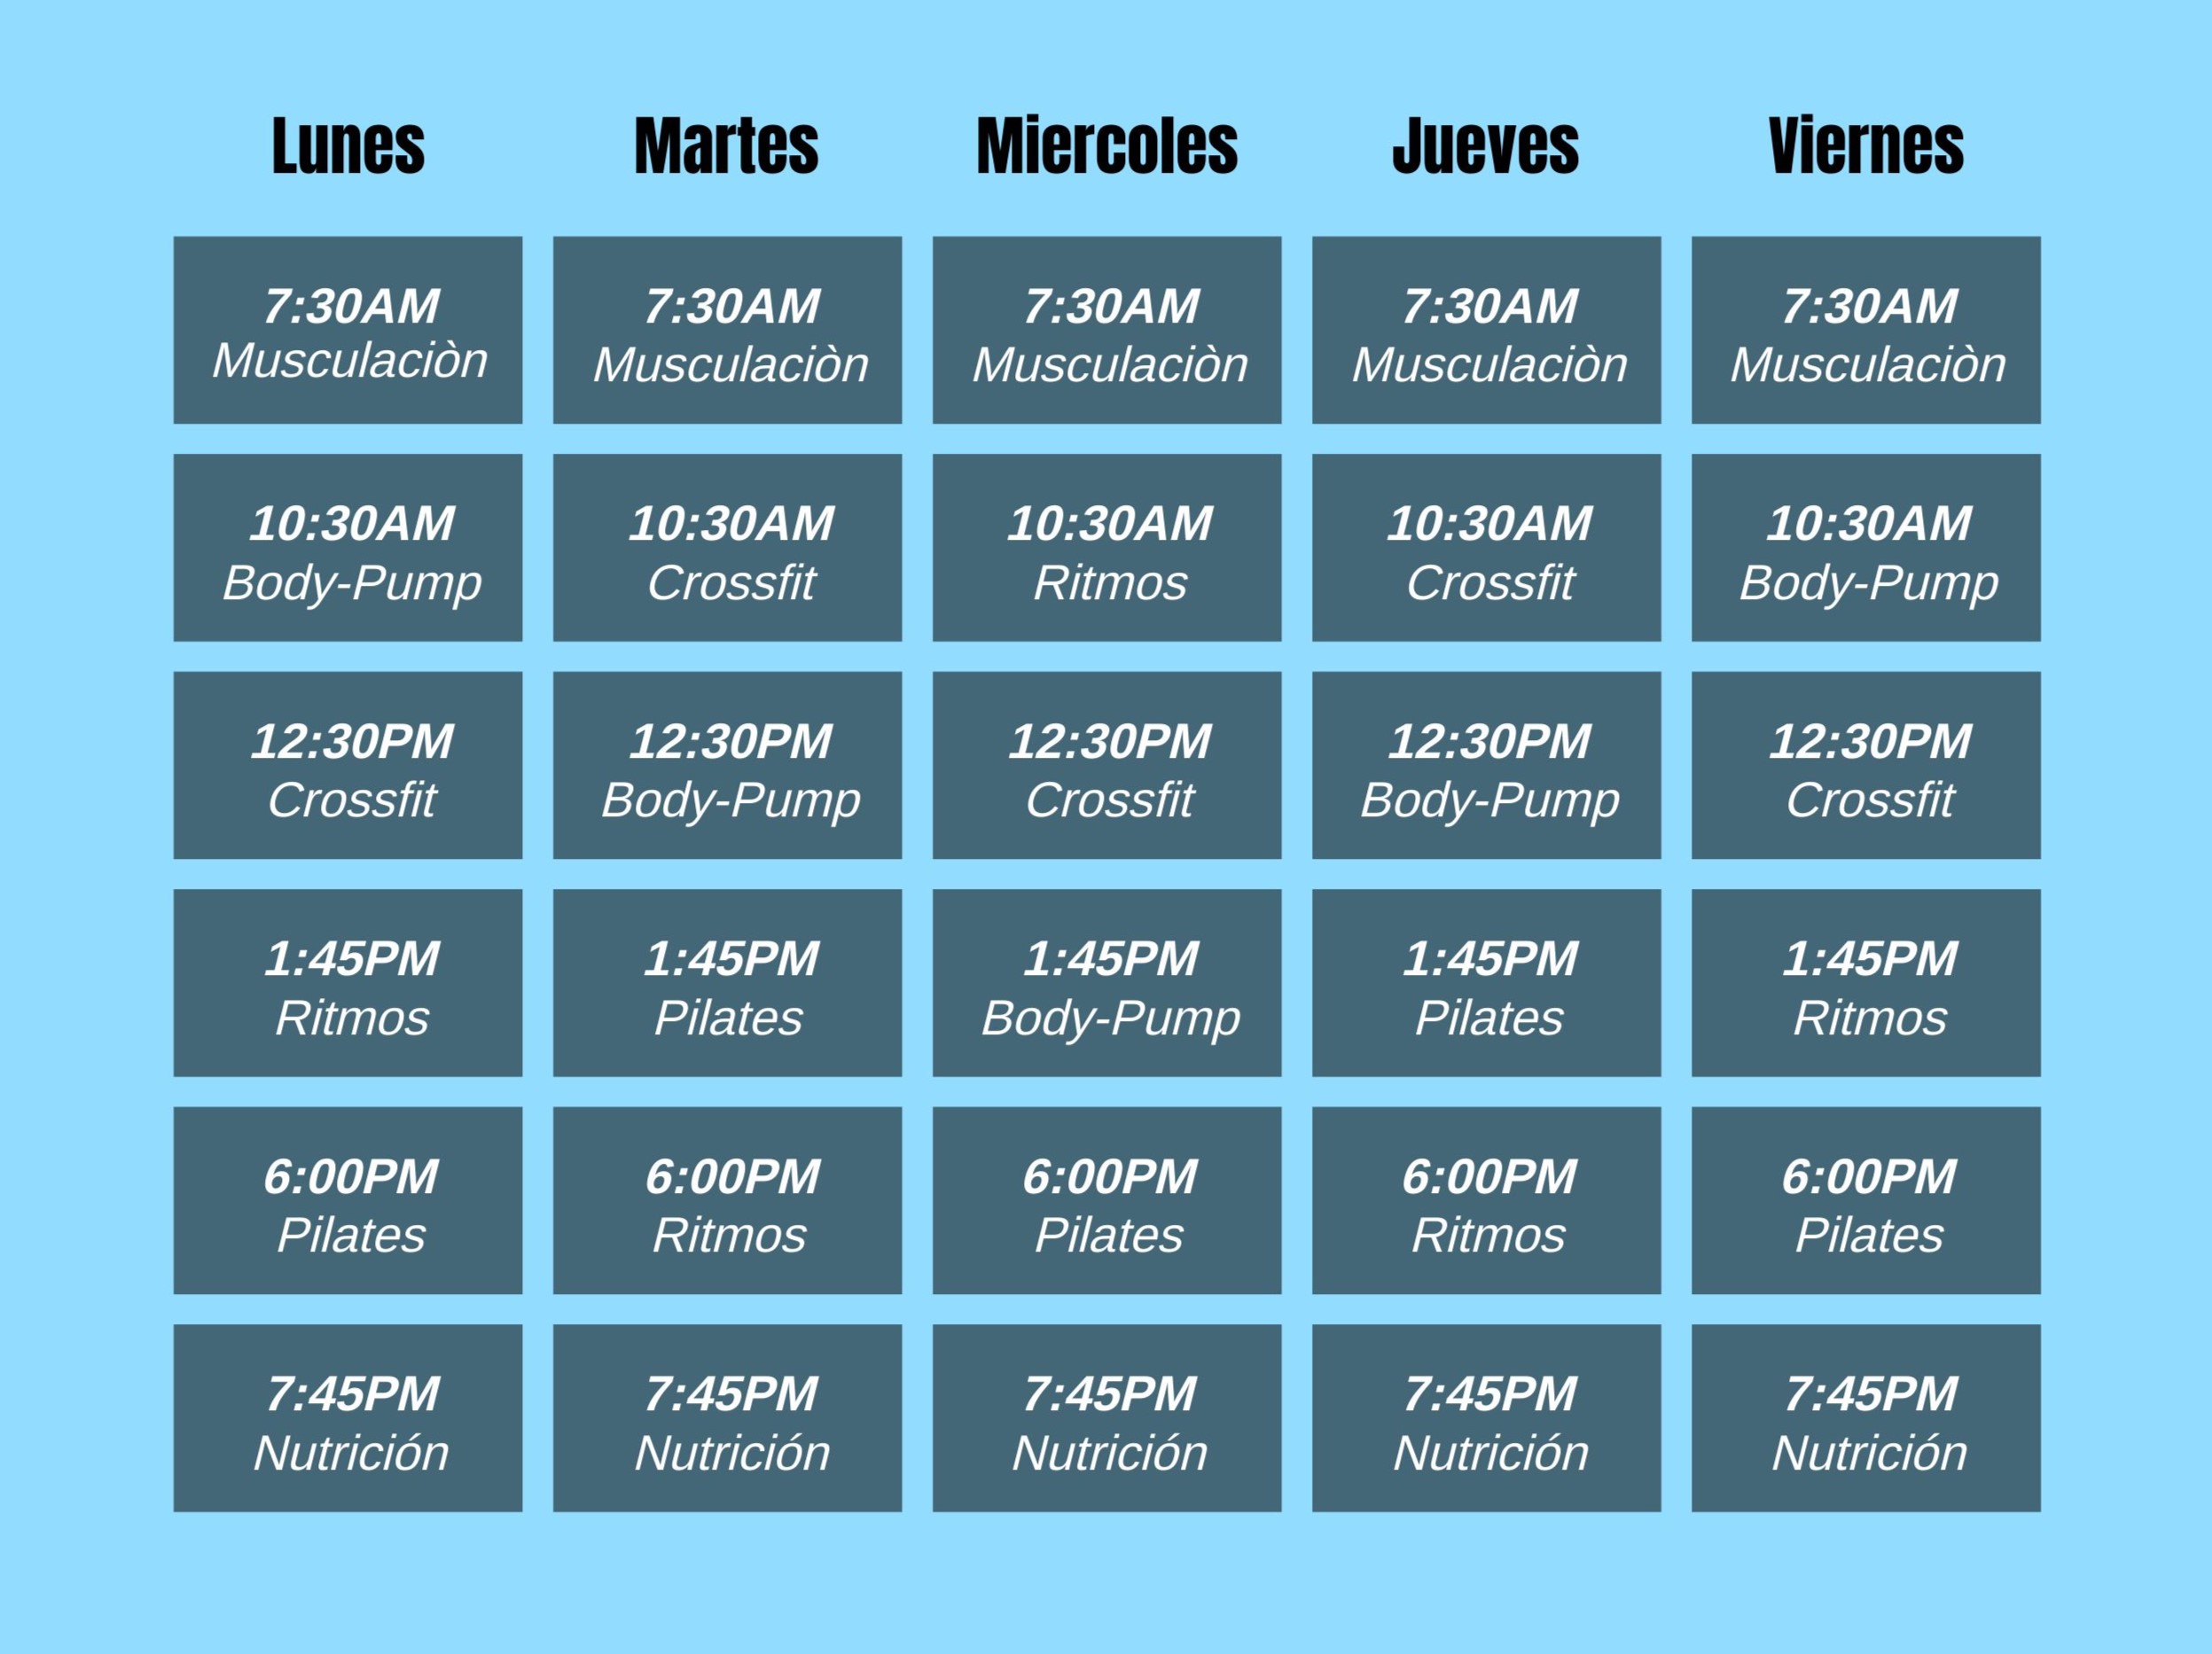 Lunes Martes Miercoles Jueves Viernes
7:30AM 7:30AM 7:30AM 7:30AM 7:30AM
Musculaciòn Musculaciòn Musculaciòn Musculaciòn Musculaciòn
10:30AM 10:30AM 10:30AM 10:30AM 10:30AM
Body-Pump Crossfit Ritmos Crossfit Body-Pump
12:30PM 12:30PM 12:30PM 12:30PM 12:30PM
Crossfit Body-Pump Crossfit Body-Pump Crossfit
1:45PM 1:45PM 1:45PM 1:45PM 1:45PM
Ritmos Pilates Body-Pump Pilates Ritmos
6:00PM 6:00PM 6:00PM 6:00PM 6:00PM
Pilates Ritmos Pilates Ritmos Pilates
7:45PM 7:45PM 7:45PM 7:45PM 7:45PM
Nutrición Nutrición Nutrición Nutrición Nutrición